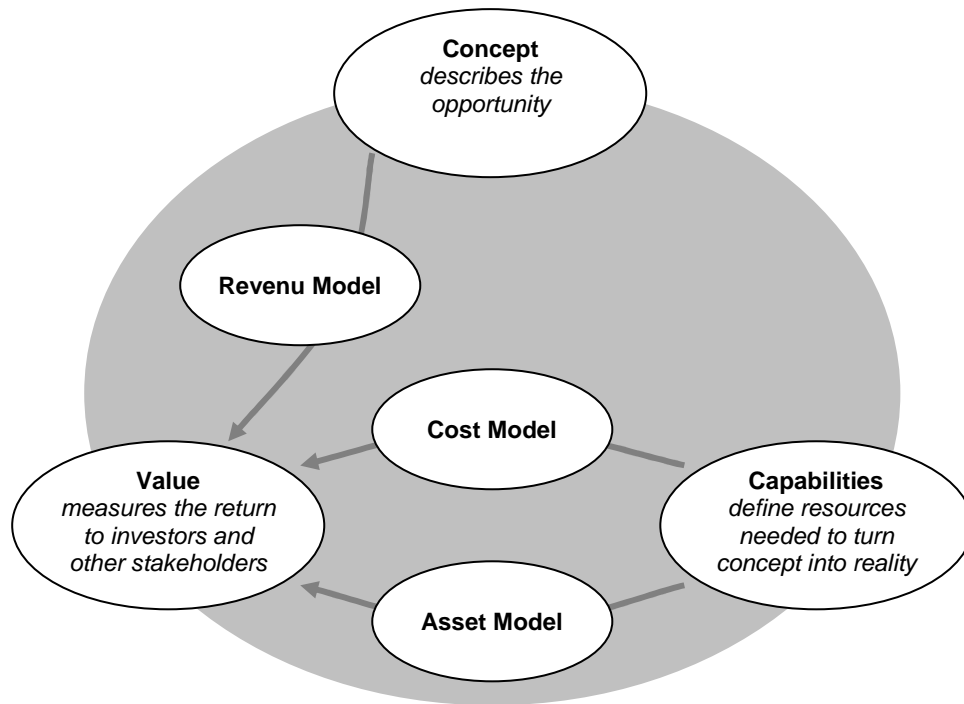 Concept
describes the
opportunity
Revenu Model
Cost Model
Value
measures the return
to investors and
other stakeholders
Capabilities
define resources
needed to turn
concept into reality
Asset Model